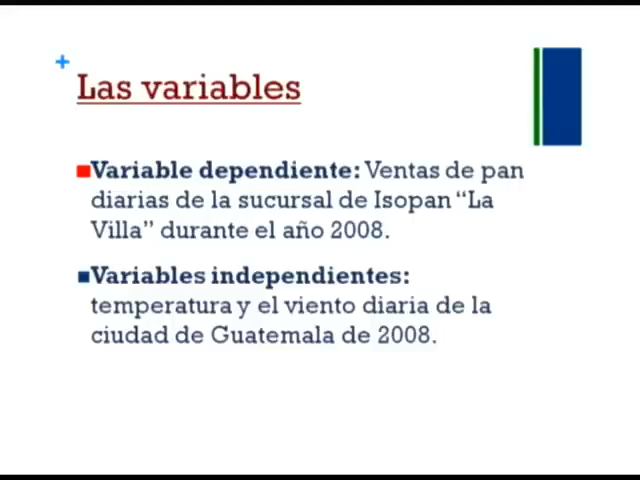 +
Las variables
Variable dependiente: Ventas de pan
diarias de la sucursal de Isopan “La
Villa” durante el año 2008.
Variables independientes:
temperatura y el viento diaria de la
ciudad de Guatemala de 2008.